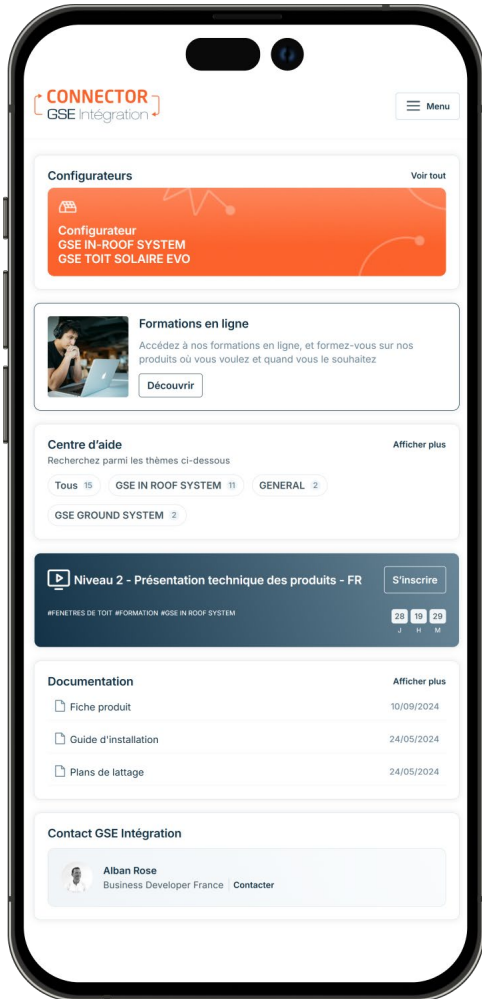 CONNECTOR
GSE Intégration
Menu
Configurateurs
Voir tout
Configurateur
GSE IN-ROOF SYSTEM
GSE TOIT SOLAIRE EVO
Formations en ligne
Accédez à nos formations en ligne, et formez-vous sur nos
produits où vous voulez et quand vous le souhaitez
Découvrir
Centre d'aide
Afficher plus
Recherchez parmi les thèmes ci-dessous
Tous 15 GSE IN ROOF SYSTEM 11 GENERAL 2
GSE GROUND SYSTEM 2
Niveau 2 - Présentation technique des produits - FR
S'inscrire
#FENETRES DE TOIT #FORMATION #GSE IN ROOF SYSTEM
28 19 29
J H M
Documentation
Afficher plus
Fiche produit 10/09/2024
Guide d'installation 24/05/2024
Plans de lattage 24/05/2024
Contact GSE Intégration
Alban Rose
Business Developer France Contacter